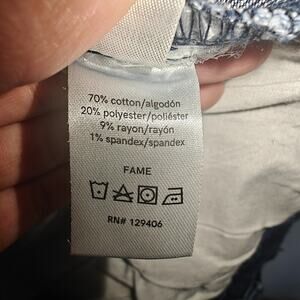 70% cotton/algodón
20% polyester/poliéster
9% rayon/rayón
1% spandex/spandex
FAME
RN# 129406